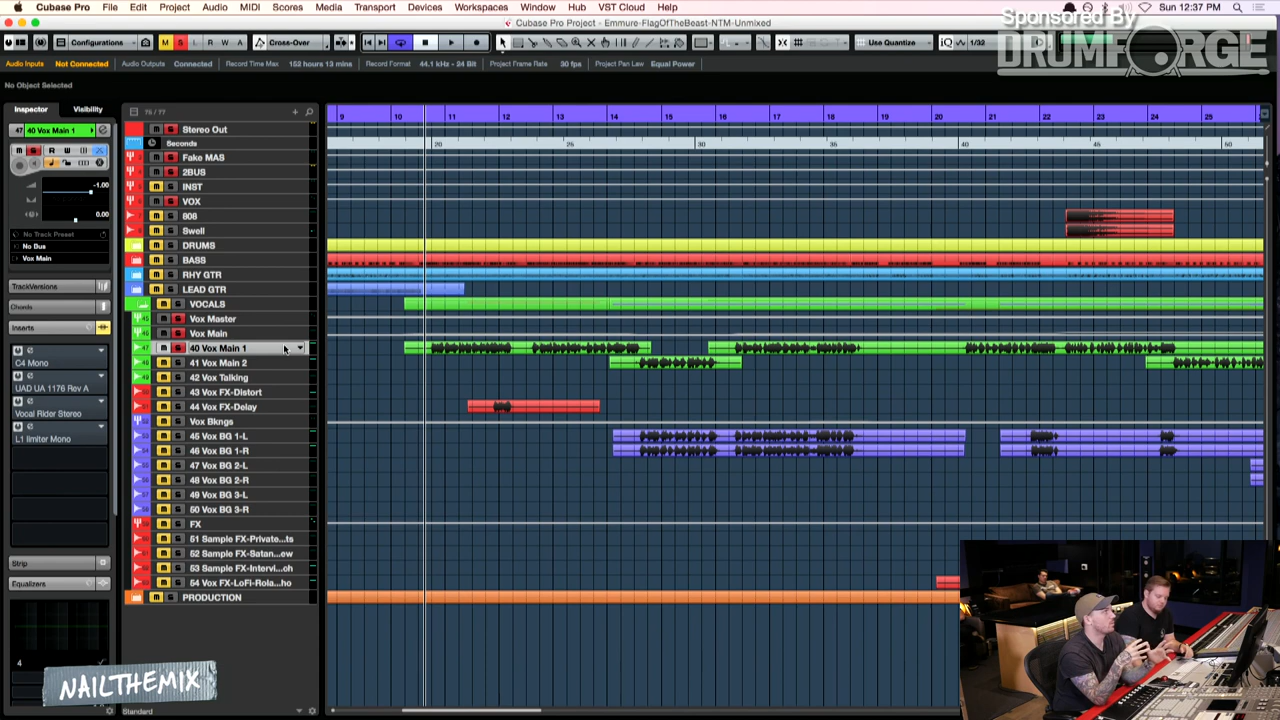 Cubase Pro File Edit Project Audio MIDI Scores Media Transport Devices Workspaces Window Hub VST Cloud Help
Sun 12:37 PM
Cubase Pro Project - Emmure-FlagOfTheBeast-NTM-Unmixed
Sponsored By
DRUMFORGE
Configurations M S L R W A Cross-Over Use Quantize iQ 1/32
Audio Inputs Not Connected Audio Outputs Connected Record Time Max 152 hours 13 mins Record Format 44.1 kHz - 24 Bit Project Frame Rate 30 fps Project Pan Law Equal Power
No Object Selected
Inspector Visibility
9 10 11 12 13 14 15 16 17 18 19 20 21 22 23 24 25
47 40 Vox Main 1
Stereo Out
Seconds
20 25 30 35 40 45 50
Fake MAS
2BUS
INST
VOX
808
Swell
DRUMS
BASS
RHY GTR
LEAD GTR
VOCALS
Vox Master
Vox Main
40 Vox Main 1
41 Vox Main 2
42 Vox Talking
43 Vox FX-Distort
44 Vox FX-Delay
Vox Bkngs
45 Vox BG 1-L
46 Vox BG 1-R
47 Vox BG 2-L
48 Vox BG 2-R
49 Vox BG 3-L
50 Vox BG 3-R
FX
51 Sample FX-Private...ts
52 Sample FX-Satan...ew
53 Sample FX-Intervi...oh
54 Vox FX-LoFi-Rola...ho
PRODUCTION
-1.00
0.00
No Track Preset
No Bus
Vox Main
TrackVersions
Chords
Inserts
C4 Mono
UAD UA 1176 Rev A
Vocal Rider Stereo
L1 limiter Mono
Strip
Equalizers
4
NAILTHEMIX
Standard